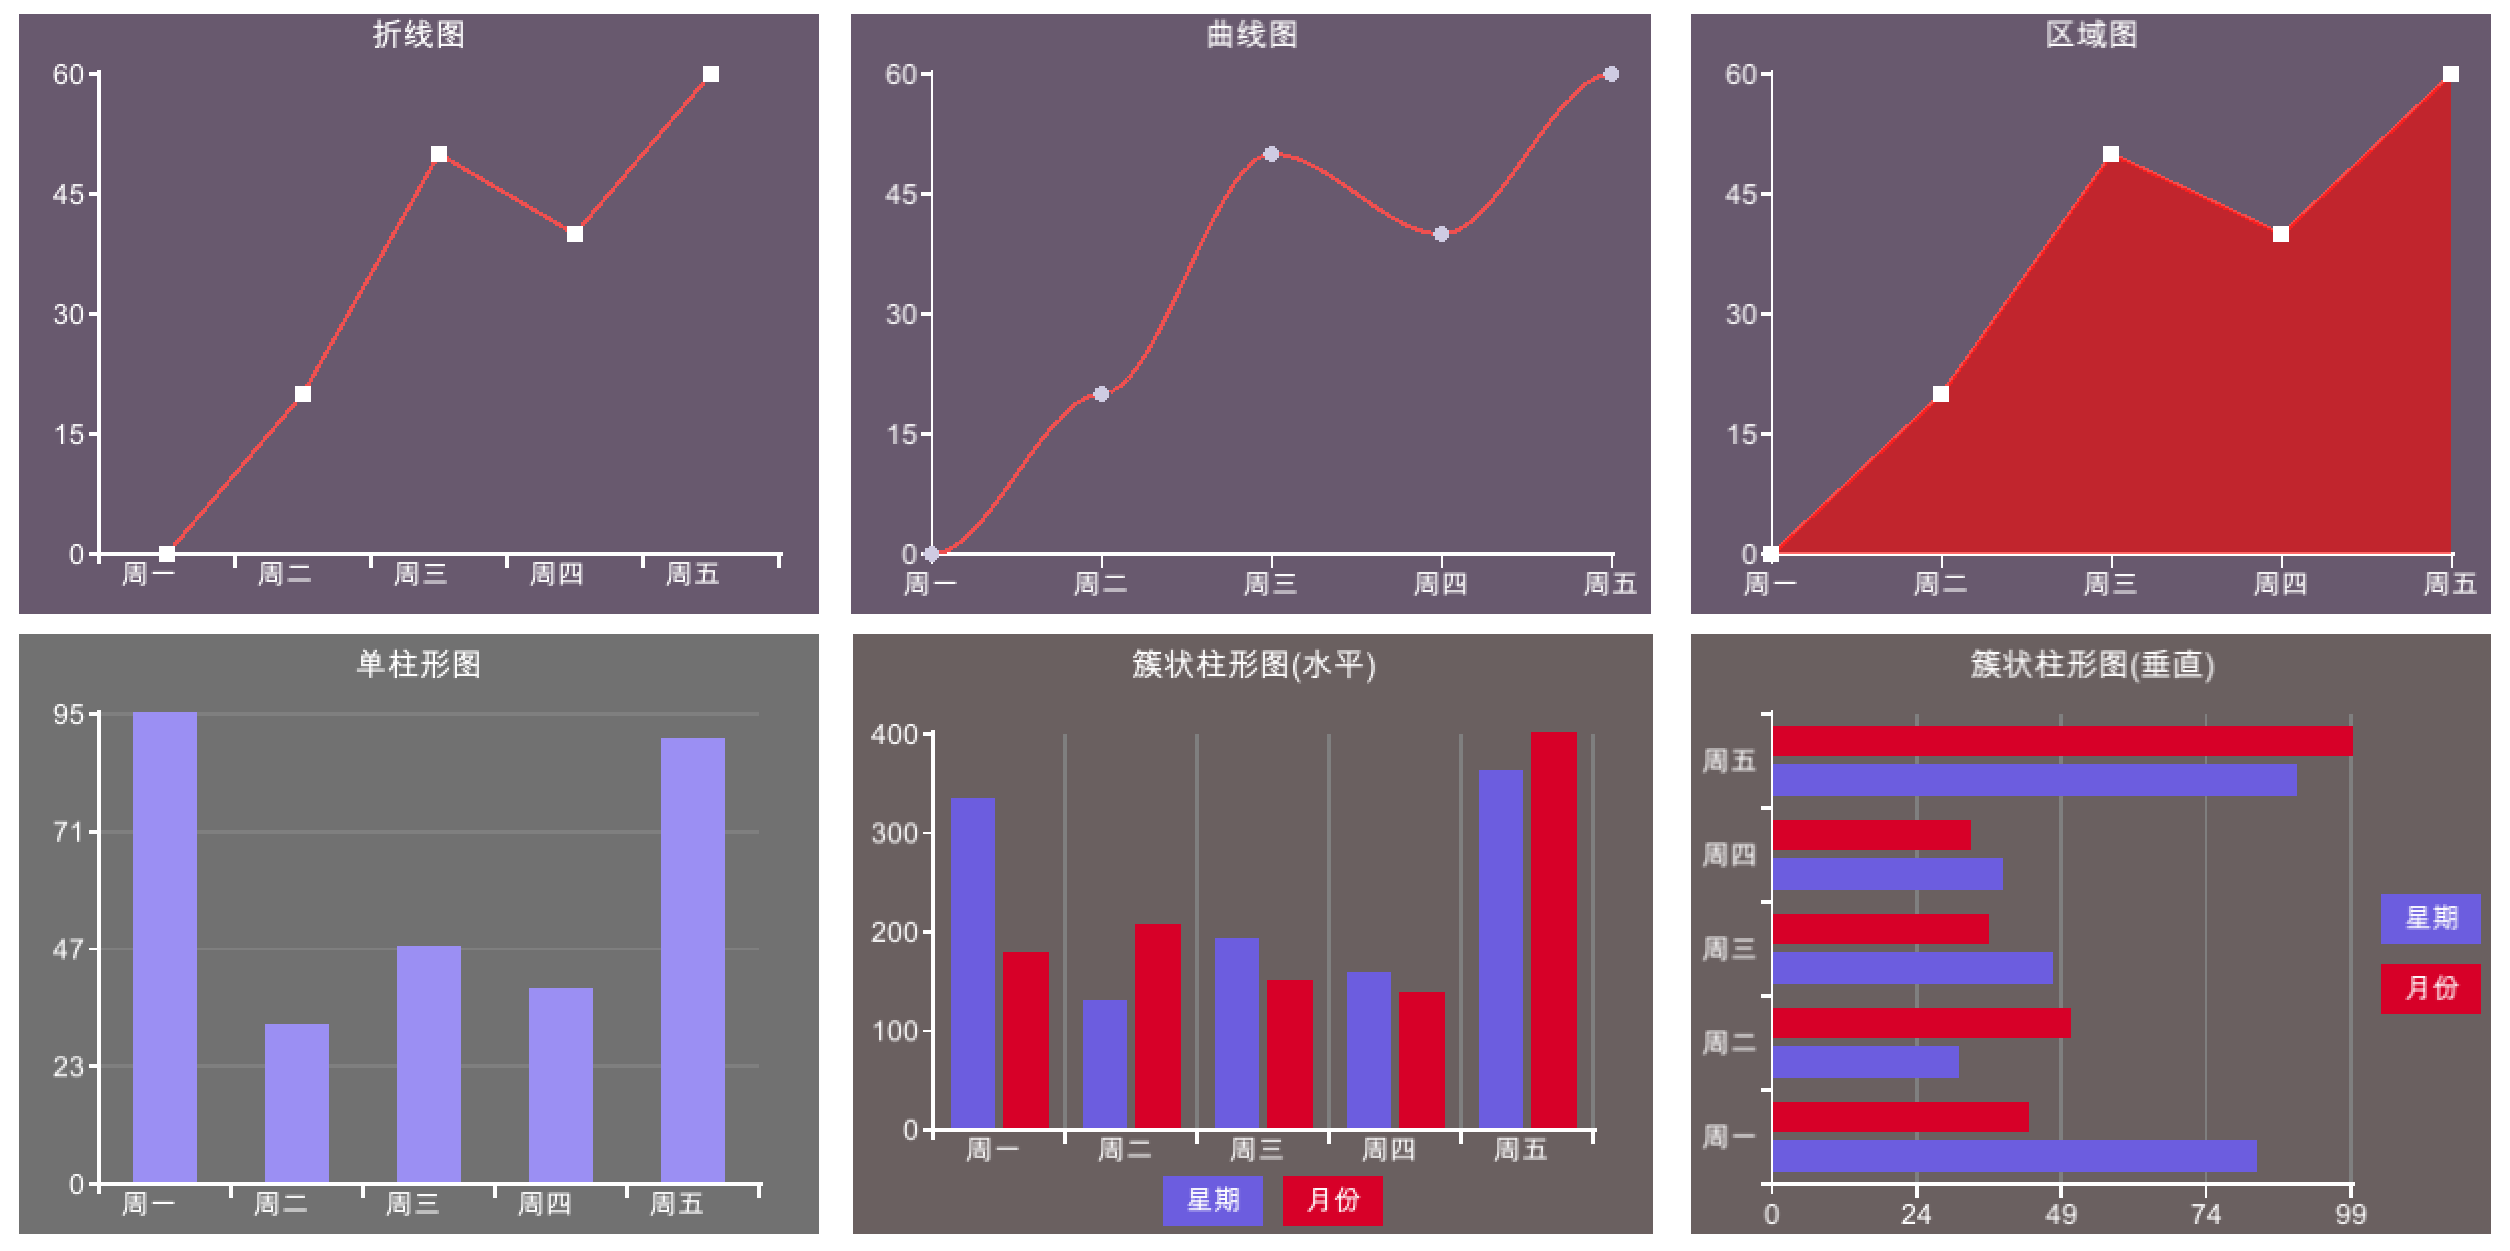 折线图
60
45
30
15
0
周一 周二 周三 周四 周五
曲线图
60
45
30
15
0
周一 周二 周三 周四 周五
区域图
60
45
30
15
0
周一 周二 周三 周四 周五
单柱形图
95
71
47
23
0
周一 周二 周三 周四 周五
簇状柱形图(水平)
400
300
200
100
0
周一 周二 周三 周四 周五
星期 月份
簇状柱形图(垂直)
周五
周四
周三
周二
周一
0 24 49 74 99
星期
月份